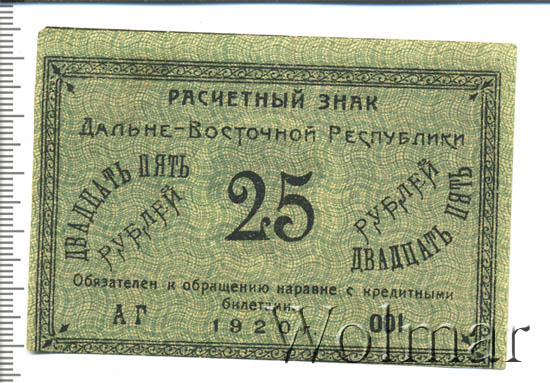 РАСЧЕТНЫЙ ЗНАК
ДАЛЬНЕ-ВОСТОЧНОЙ РЕСПУБЛИКИ
ДВАДЦАТЬ ПЯТЬ
РУБЛЕЙ
25
РУБЛЕЙ
ДВАДЦАТЬ ПЯТЬ
Обязателен к обращению наравне с кредитными
билетами.
АГ 1920 г. 001
Wolmar